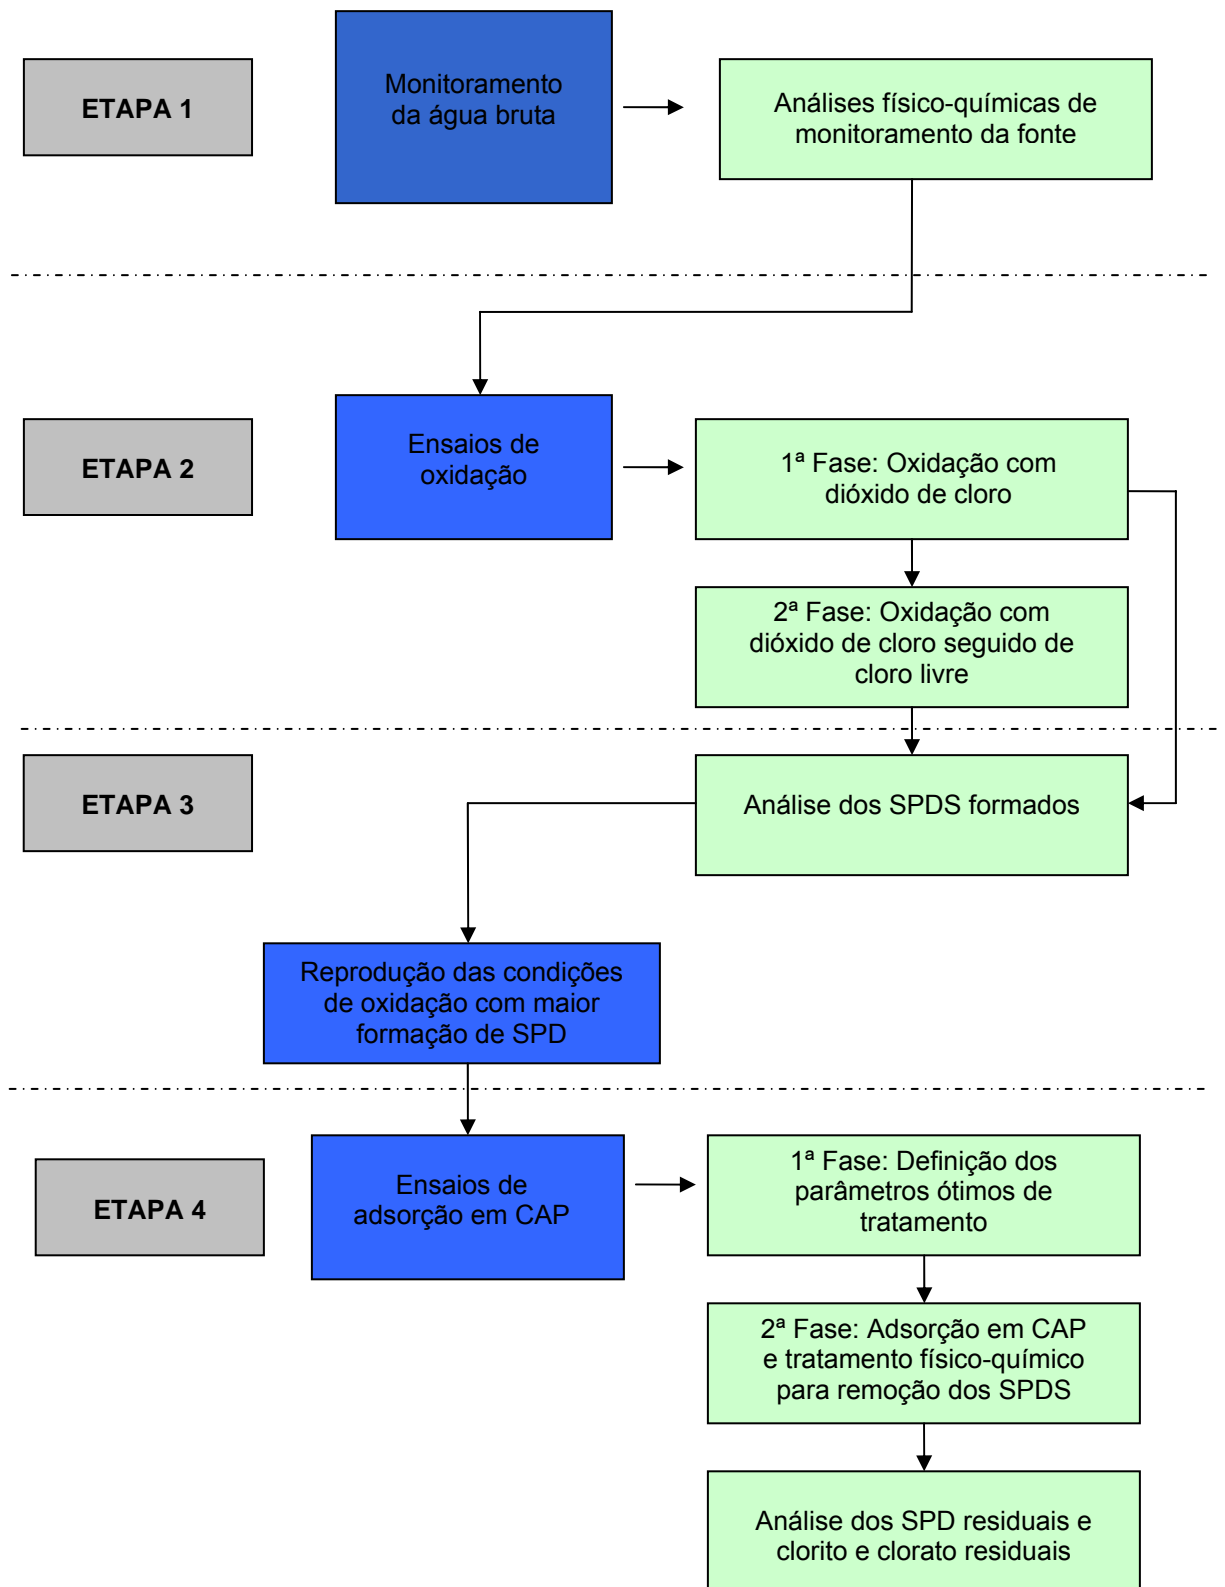 ETAPA 1
Monitoramento
da água bruta
Análises físico-químicas de
monitoramento da fonte
ETAPA 2
Ensaios de
oxidação
1ª Fase: Oxidação com
dióxido de cloro
2ª Fase: Oxidação com
dióxido de cloro seguido de
cloro livre
ETAPA 3
Análise dos SPDS formados
Reprodução das condições
de oxidação com maior
formação de SPD
ETAPA 4
Ensaios de
adsorção em CAP
1ª Fase: Definição dos
parâmetros ótimos de
tratamento
2ª Fase: Adsorção em CAP
e tratamento físico-químico
para remoção dos SPDS
Análise dos SPD residuais e
clorito e clorato residuais